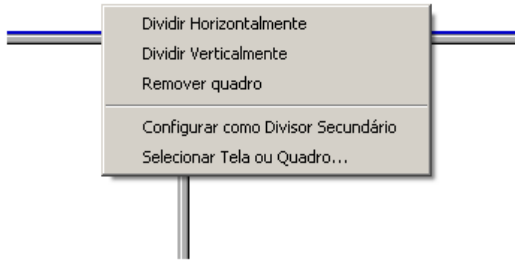 Dividir Horizontalmente
Dividir Verticalmente
Remover quadro
Configurar como Divisor Secundário
Selecionar Tela ou Quadro...